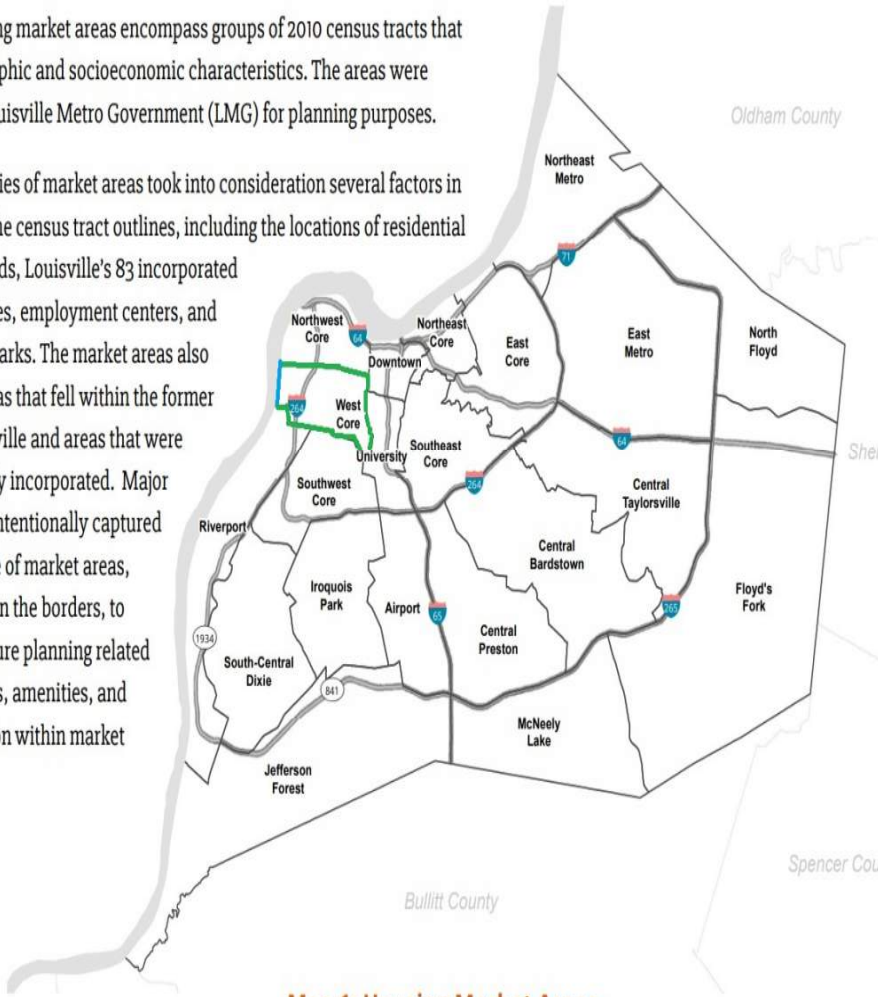 ng market areas encompass groups of 2010 census tracts that
phic and socioeconomic characteristics. The areas were
uisville Metro Government (LMG) for planning purposes.
ies of market areas took into consideration several factors in
ne census tract outlines, including the locations of residential
ds, Louisville's 83 incorporated
es, employment centers, and
arks. The market areas also
as that fell within the former
ville and areas that were
y incorporated. Major
ntentionally captured
e of market areas,
n the borders, to
ure planning related
s, amenities, and
on within market
Oldham County
Northeast
Metro
71
Northwest
Core
64
Northeast
Core
Downtown
East
Core
East
Metro
North
Floyd
264
West
Core
University
Southeast
Core
64
She
264
Southwest
Core
Central
Taylorsville
Riverport
Central
Bardstown
Iroquois
Park
Airport
65
265
Floyd's
Fork
1934
Central
Preston
South-Central
Dixie
841
McNeely
Lake
Jefferson
Forest
Spencer Cou
Bullitt County